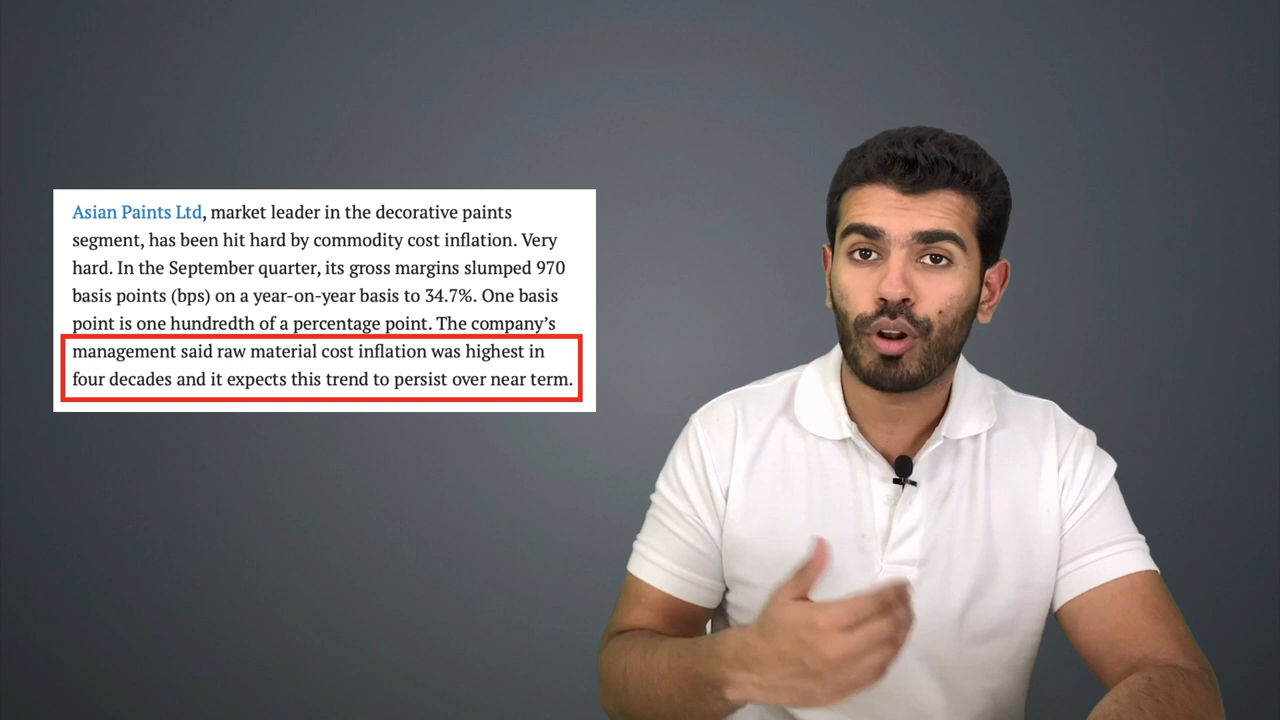 Asian Paints Ltd, market leader in the decorative paints
segment, has been hit hard by commodity cost inflation. Very
hard. In the September quarter, its gross margins slumped 970
basis points (bps) on a year-on-year basis to 34.7%. One basis
point is one hundredth of a percentage point. The company’s
management said raw material cost inflation was highest in
four decades and it expects this trend to persist over near term.